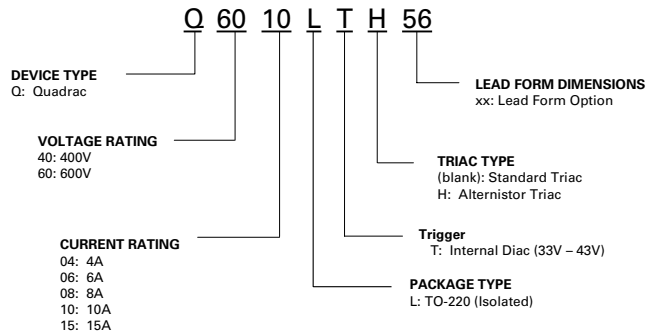 Q 60 10 L T H 56
DEVICE TYPE
Q: Quadrac
VOLTAGE RATING
40: 400V
60: 600V
CURRENT RATING
04: 4A
06: 6A
08: 8A
10: 10A
15: 15A
LEAD FORM DIMENSIONS
xx: Lead Form Option
TRIAC TYPE
(blank): Standard Triac
H: Alternistor Triac
Trigger
T: Internal Diac (33V – 43V)
PACKAGE TYPE
L: TO-220 (Isolated)